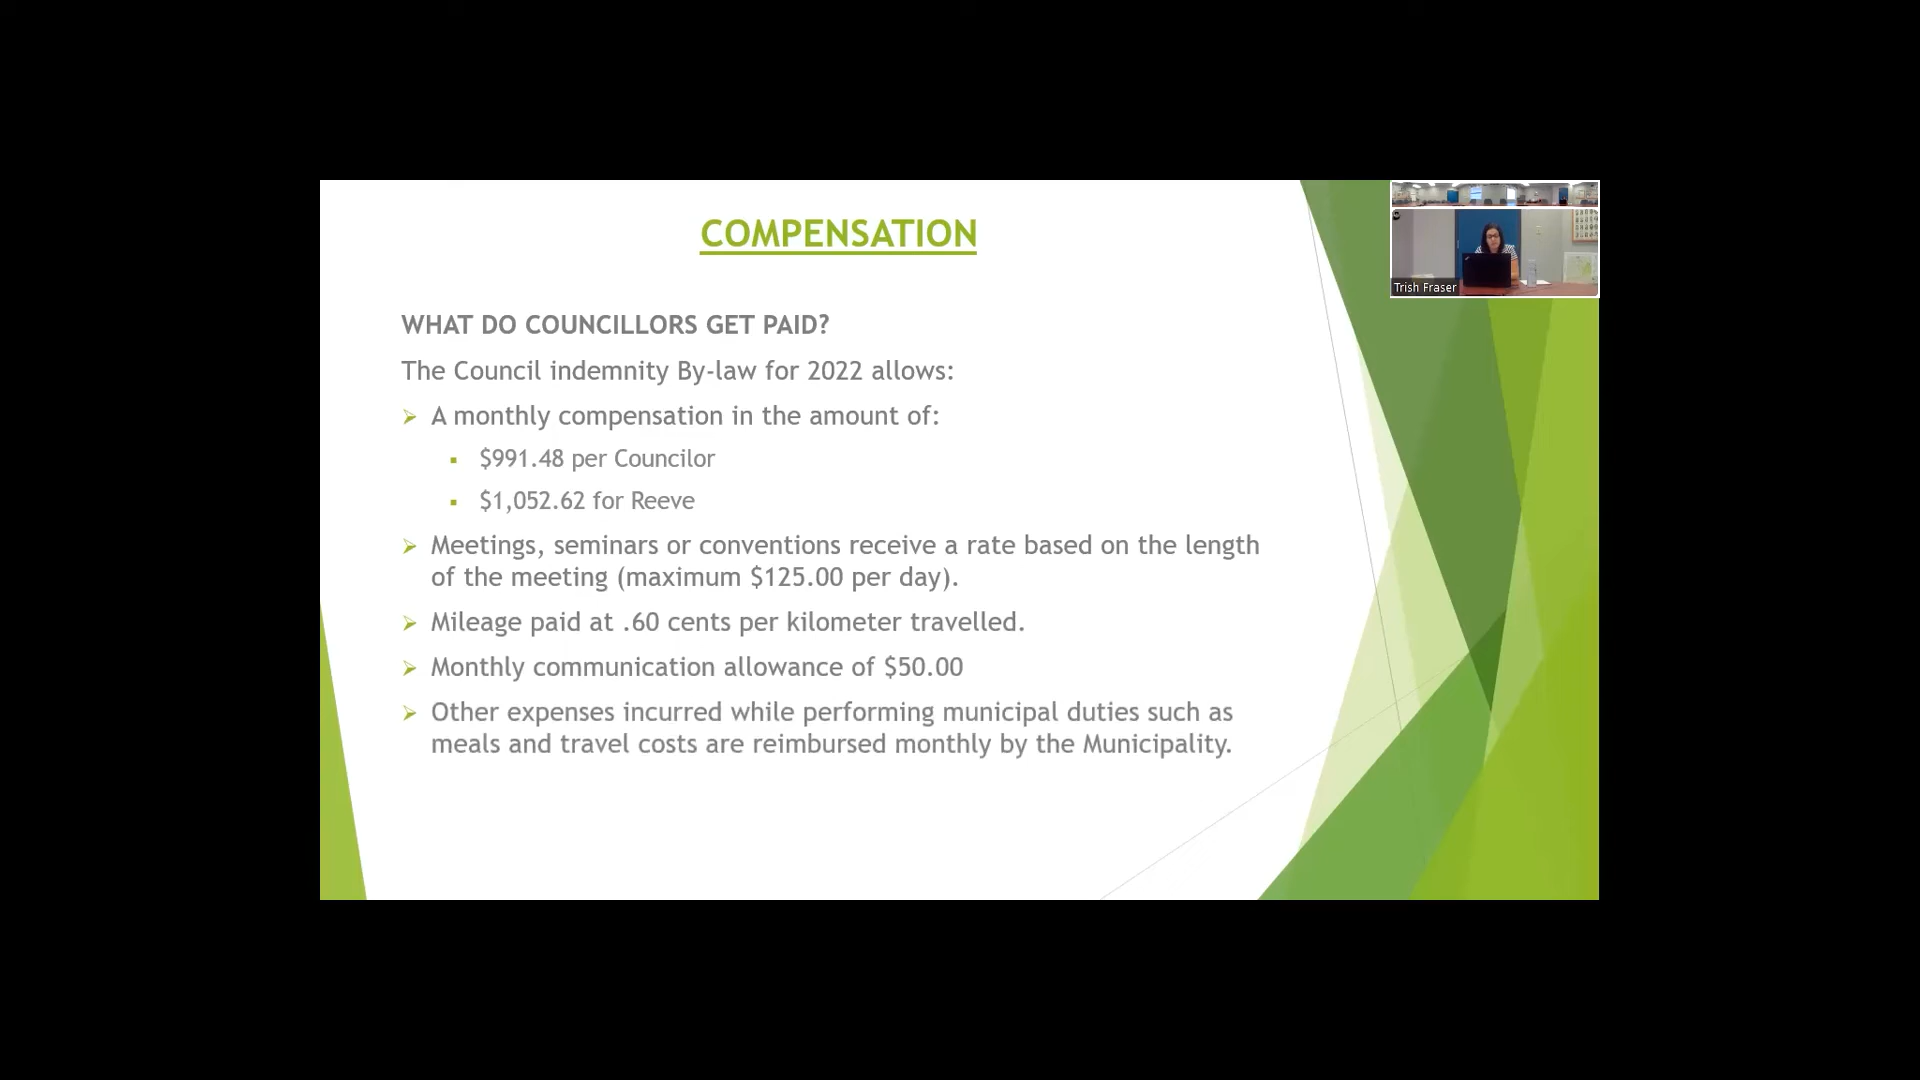 COMPENSATION
Trish Fraser
WHAT DO COUNCILLORS GET PAID?
The Council indemnity By-law for 2022 allows:
A monthly compensation in the amount of:
$991.48 per Councilor
$1,052.62 for Reeve
Meetings, seminars or conventions receive a rate based on the length
of the meeting (maximum $125.00 per day).
Mileage paid at .60 cents per kilometer travelled.
Monthly communication allowance of $50.00
Other expenses incurred while performing municipal duties such as
meals and travel costs are reimbursed monthly by the Municipality.